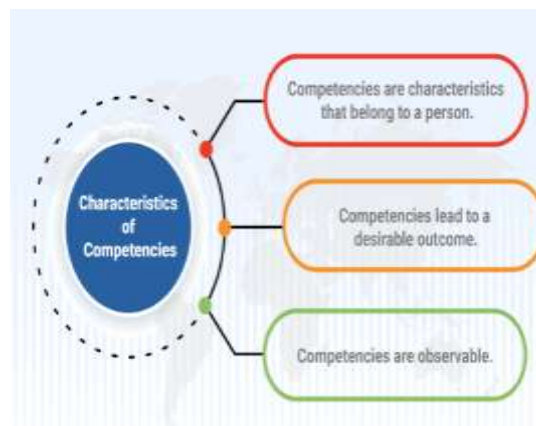 Characteristics
of
Competencies
Competencies are characteristics
that belong to a person.
Competencies lead to a
desirable outcome.
Competencies are observable.